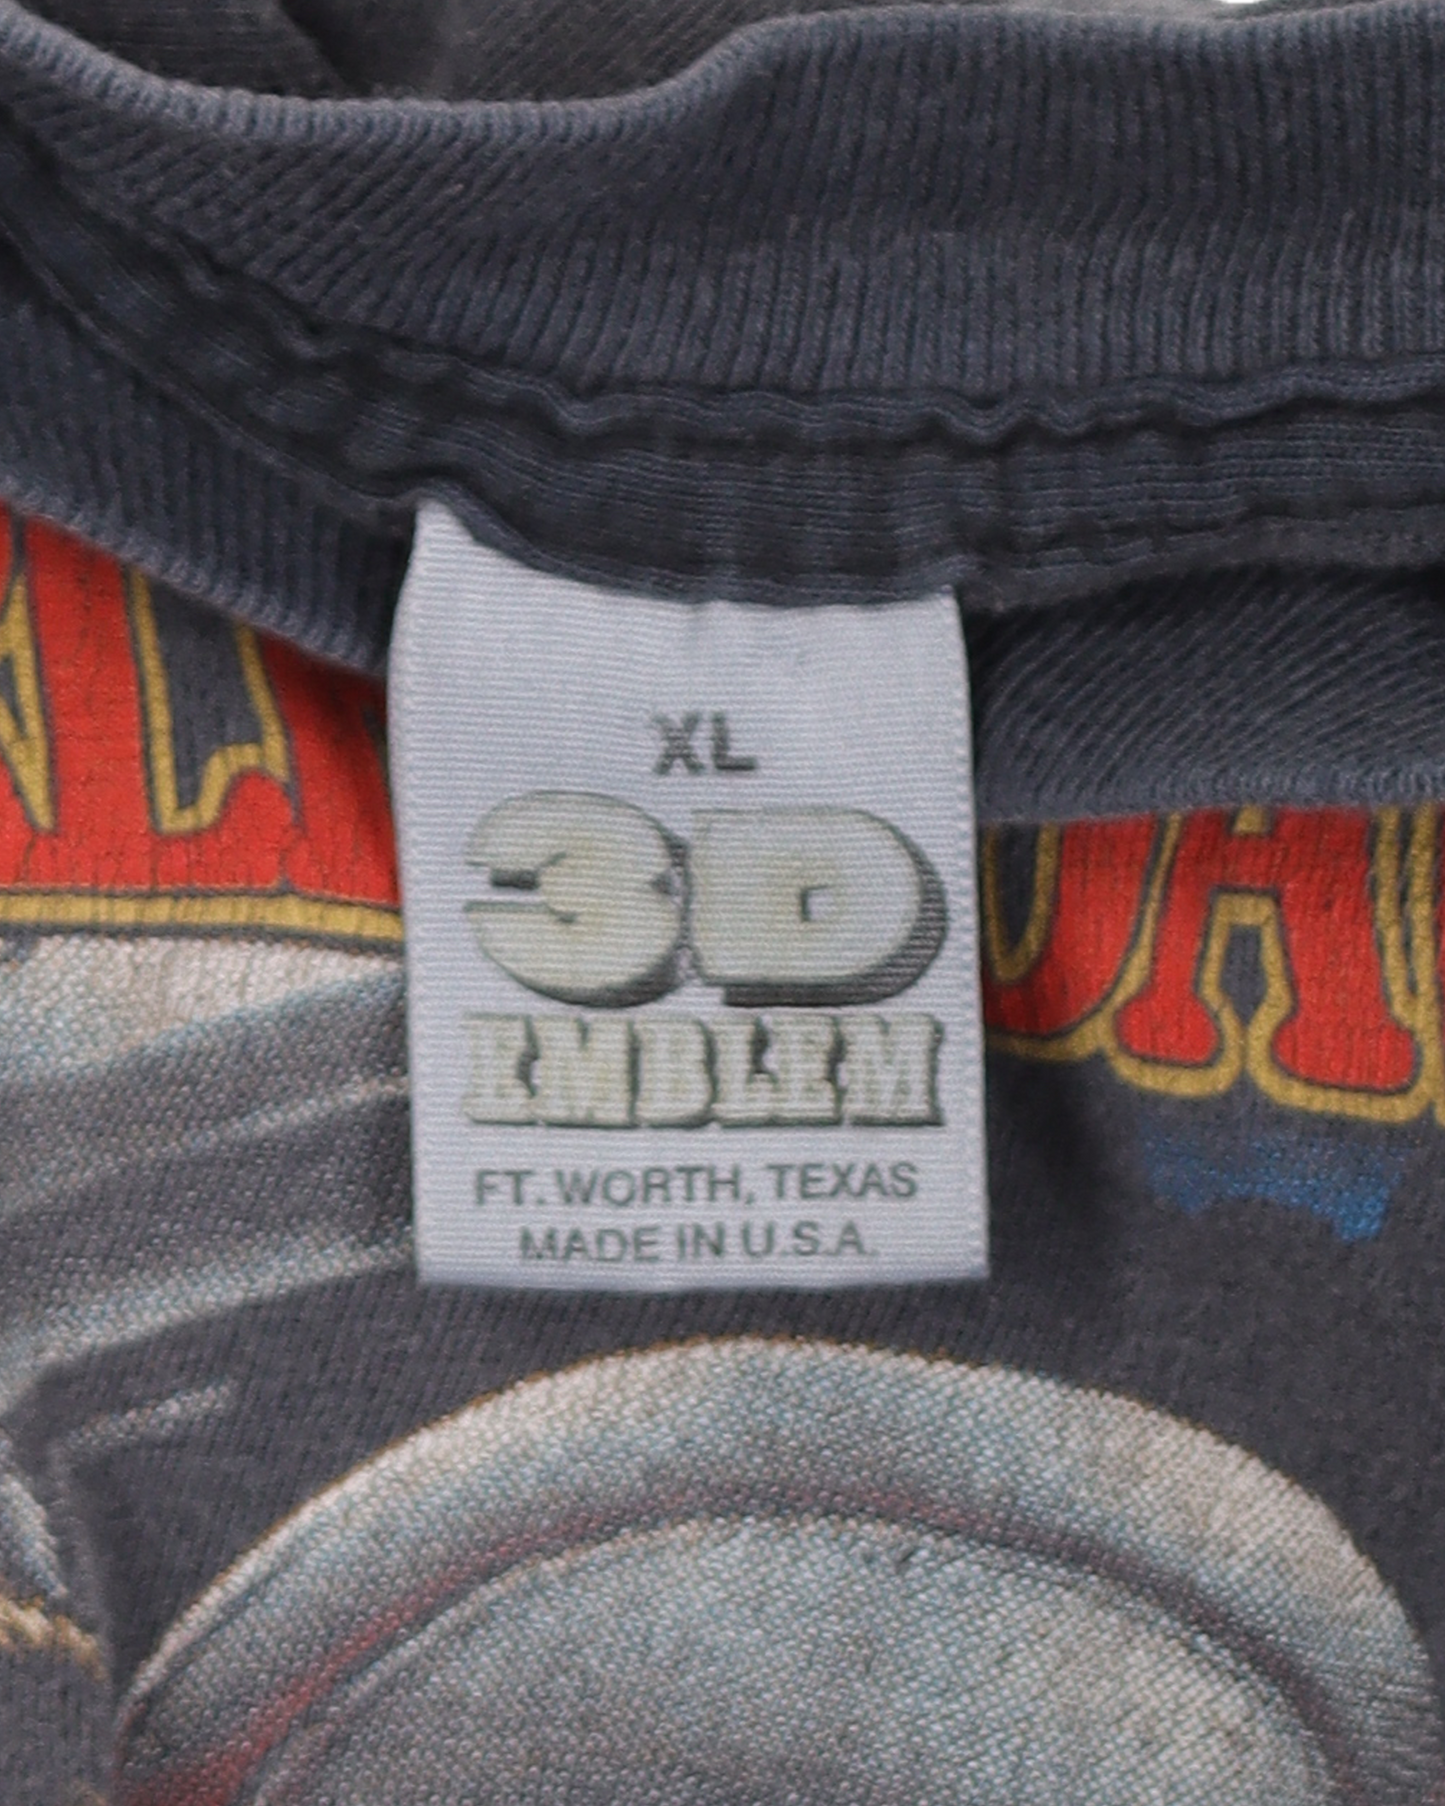 XL
3D
EMBLEM
FT. WORTH, TEXAS
MADE IN U.S.A.